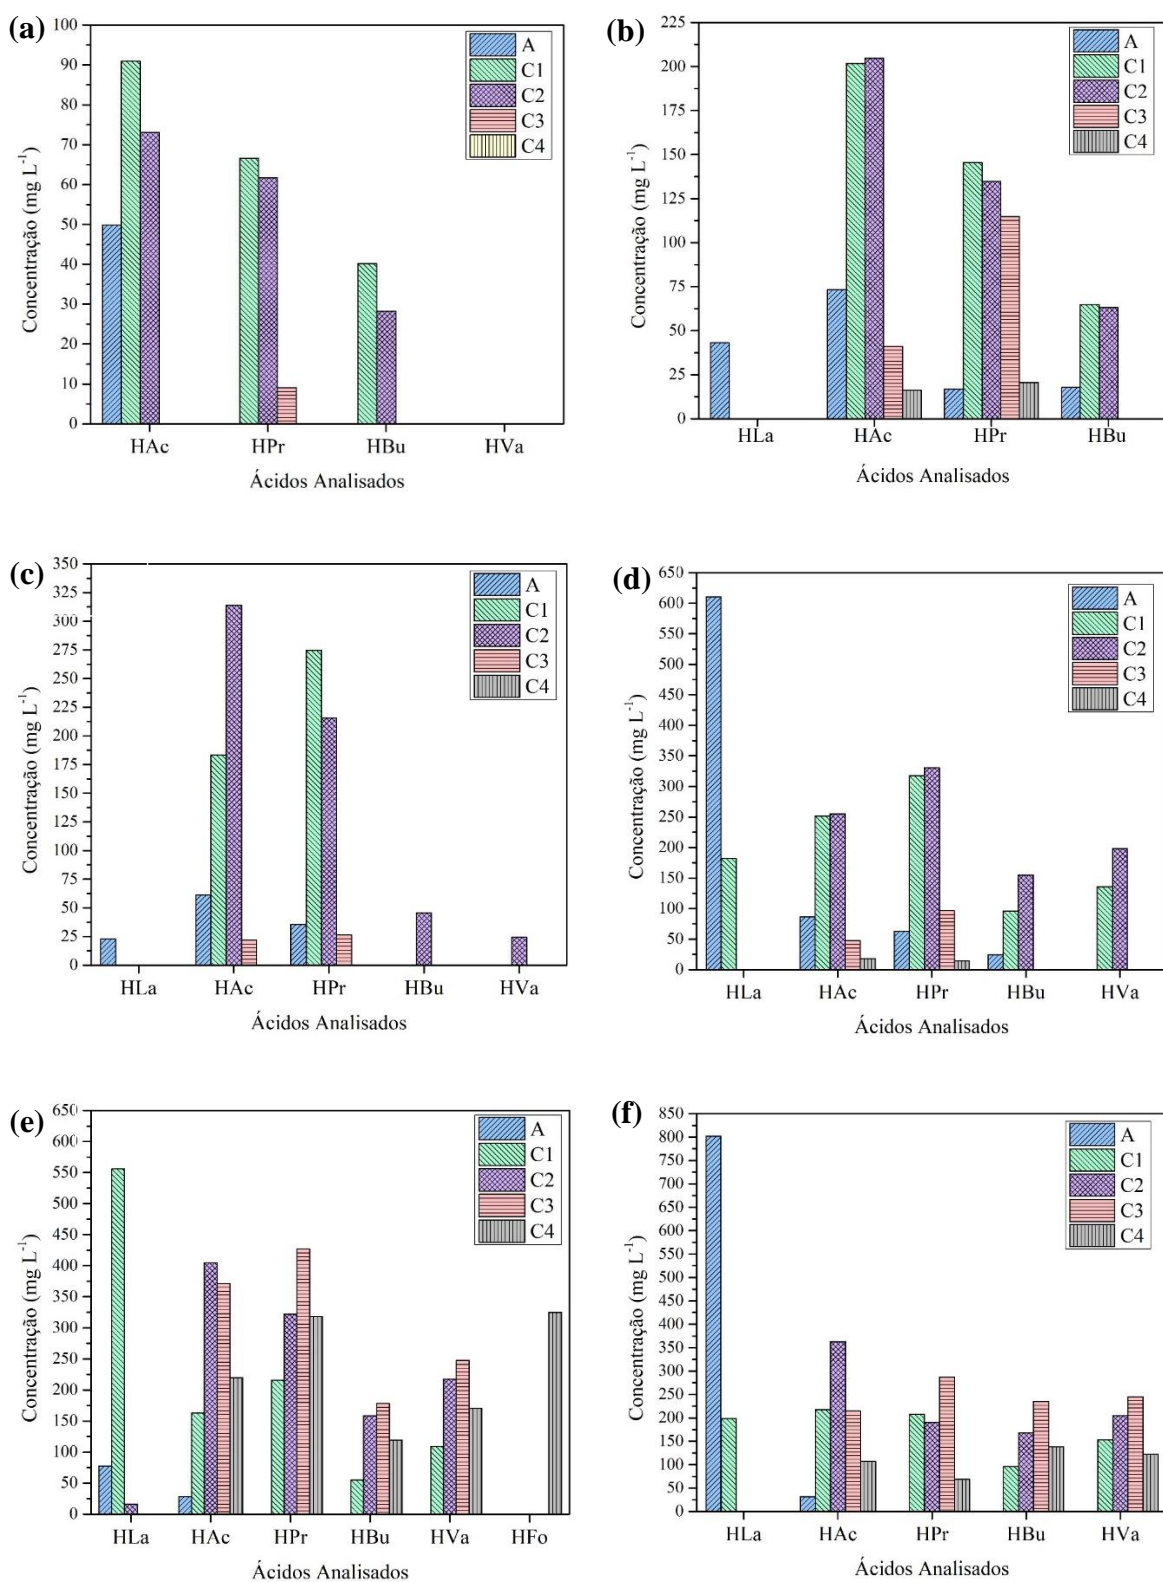 (a)
Concentração (mg L⁻¹)
100
90
80
70
60
50
40
30
20
10
0
A
C1
C2
C3
C4
HAc HPr HBu HVa
Ácidos Analisados
(b)
Concentração (mg L⁻¹)
225
200
175
150
125
100
75
50
25
0
A
C1
C2
C3
C4
HLa HAc HPr HBu
Ácidos Analisados
(c)
Concentração (mg L⁻¹)
350
325
300
275
250
225
200
175
150
125
100
75
50
25
0
A
C1
C2
C3
C4
HLa HAc HPr HBu HVa
Ácidos Analisados
(d)
Concentração (mg L⁻¹)
650
600
550
500
450
400
350
300
250
200
150
100
50
0
A
C1
C2
C3
C4
HLa HAc HPr HBu HVa
Ácidos Analisados
(e)
Concentração (mg L⁻¹)
650
600
550
500
450
400
350
300
250
200
150
100
50
0
A
C1
C2
C3
C4
HLa HAc HPr HBu HVa HFo
Ácidos Analisados
(f)
Concentração (mg L⁻¹)
850
800
750
700
650
600
550
500
450
400
350
300
250
200
150
100
50
0
A
C1
C2
C3
C4
HLa HAc HPr HBu HVa
Ácidos Analisados